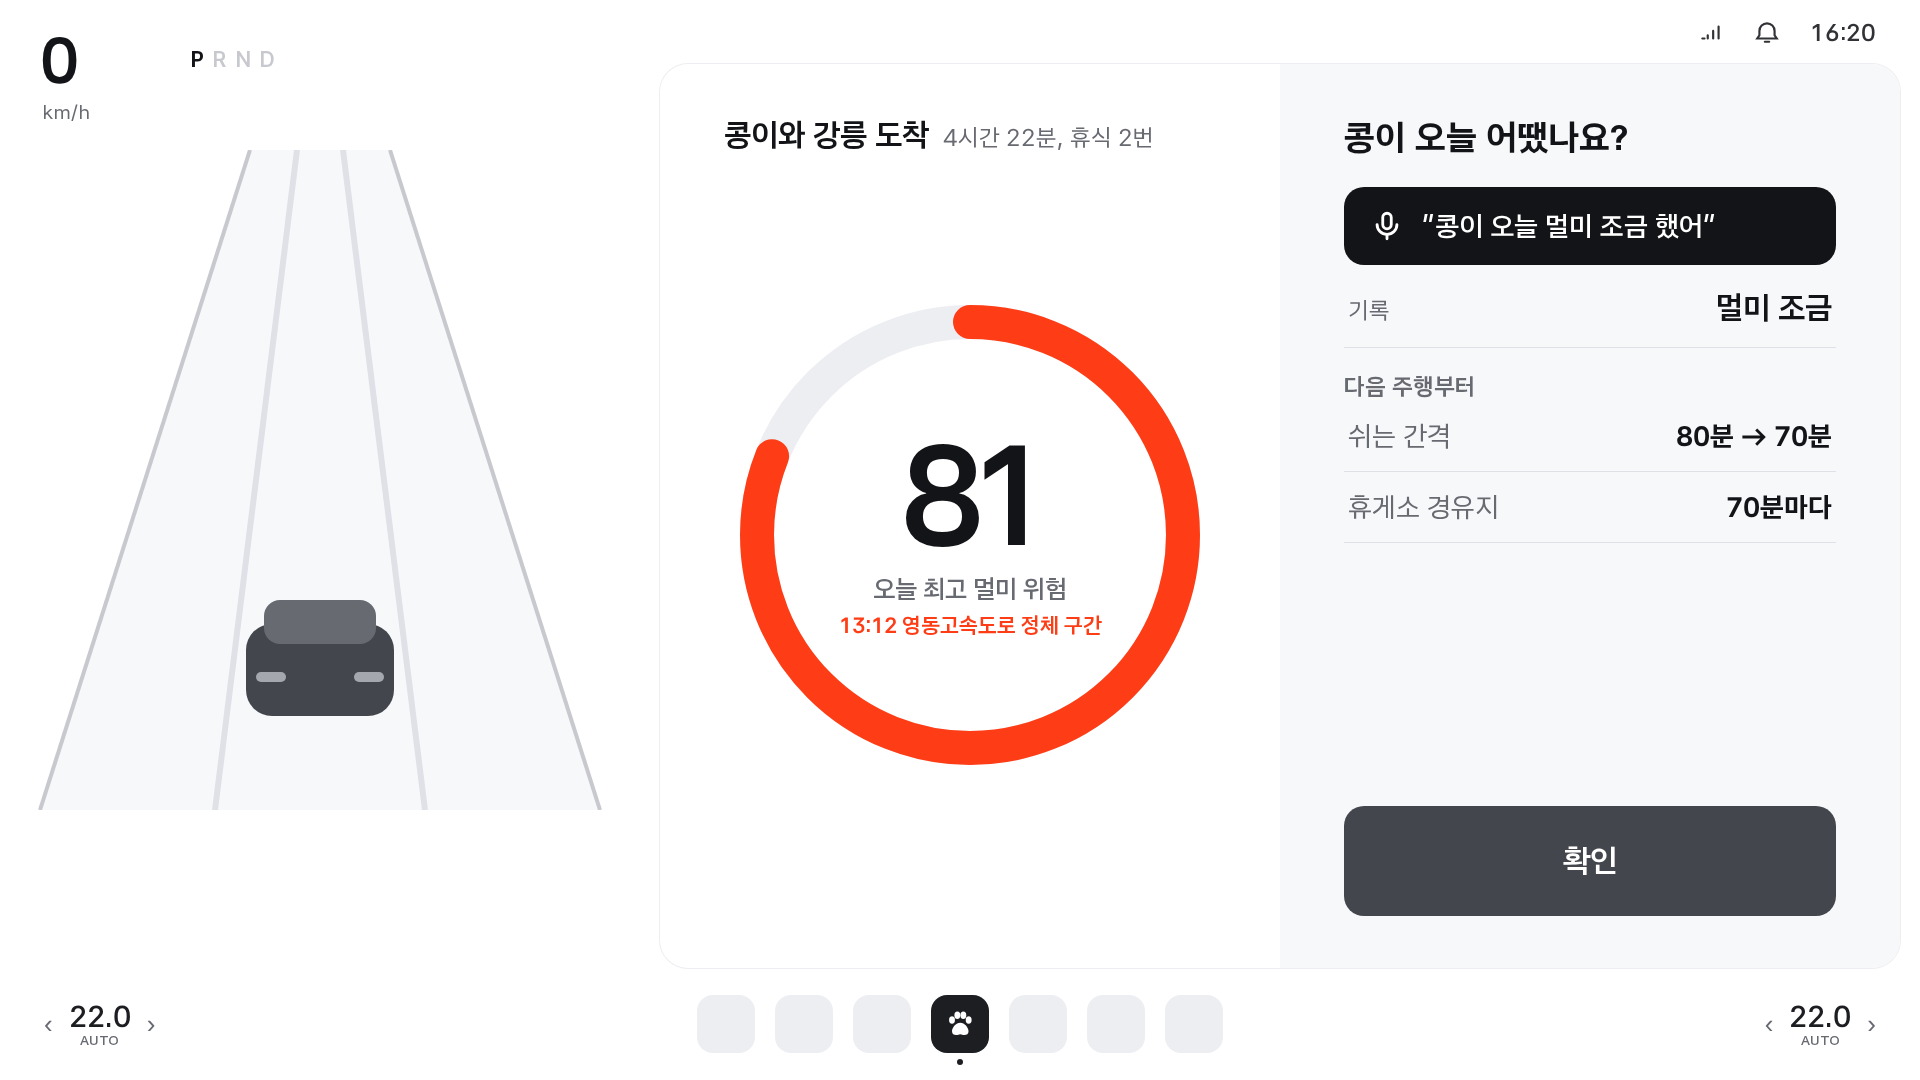 0
km/h
P R N D
16:20
콩이와 강릉 도착 4시간 22분, 휴식 2번
81
오늘 최고 멀미 위험
13:12 영동고속도로 정체 구간
콩이 오늘 어땠나요?
"콩이 오늘 멀미 조금 했어"
기록 멀미 조금
다음 주행부터
쉬는 간격 80분 → 70분
휴게소 경유지 70분마다
확인
‹ 22.0 ›
AUTO
‹ 22.0 ›
AUTO